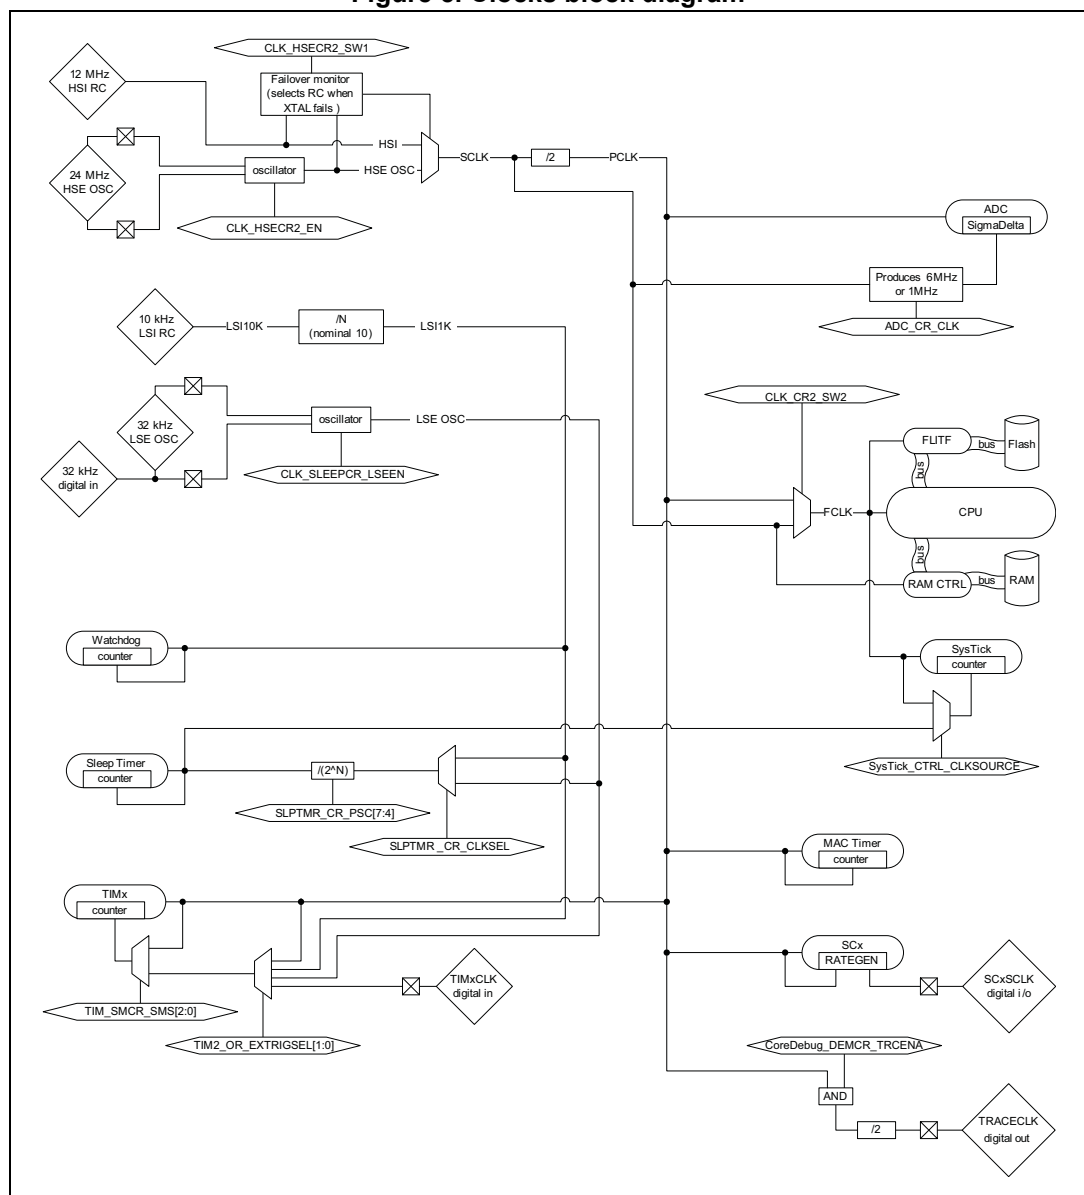 Figure 6. Clocks block diagram
CLK_HSECR2_SW1
12 MHz
HSI RC
Failover monitor
(selects RC when
XTAL fails )
HSI
SCLK
/2
PCLK
24 MHz
HSE OSC
oscillator
HSE OSC
CLK_HSECR2_EN
ADC
SigmaDelta
Produces 6MHz
or 1MHz
ADC_CR_CLK
10 kHz
LSI RC
LSI10K
/N
(nominal 10)
LSI1K
32 kHz
LSE OSC
oscillator
LSE OSC
32 kHz
digital in
CLK_SLEEPCR_LSEEN
CLK_CR2_SW2
FLITF
bus
Flash
bus
FCLK
CPU
bus
RAM CTRL
bus
RAM
Watchdog
counter
SysTick
counter
SysTick_CTRL_CLKSOURCE
Sleep Timer
counter
/(2^N)
SLPTMR_CR_PSC[7:4]
SLPTMR_CR_CLKSEL
MAC Timer
counter
TIMx
counter
TIMxCLK
digital in
TIM_SMCR_SMS[2:0]
TIM2_OR_EXTRIGSEL[1:0]
SCx
RATEGEN
SCxSCLK
digital i/o
CoreDebug_DEMCR_TRCENA
AND
/2
TRACECLK
digital out